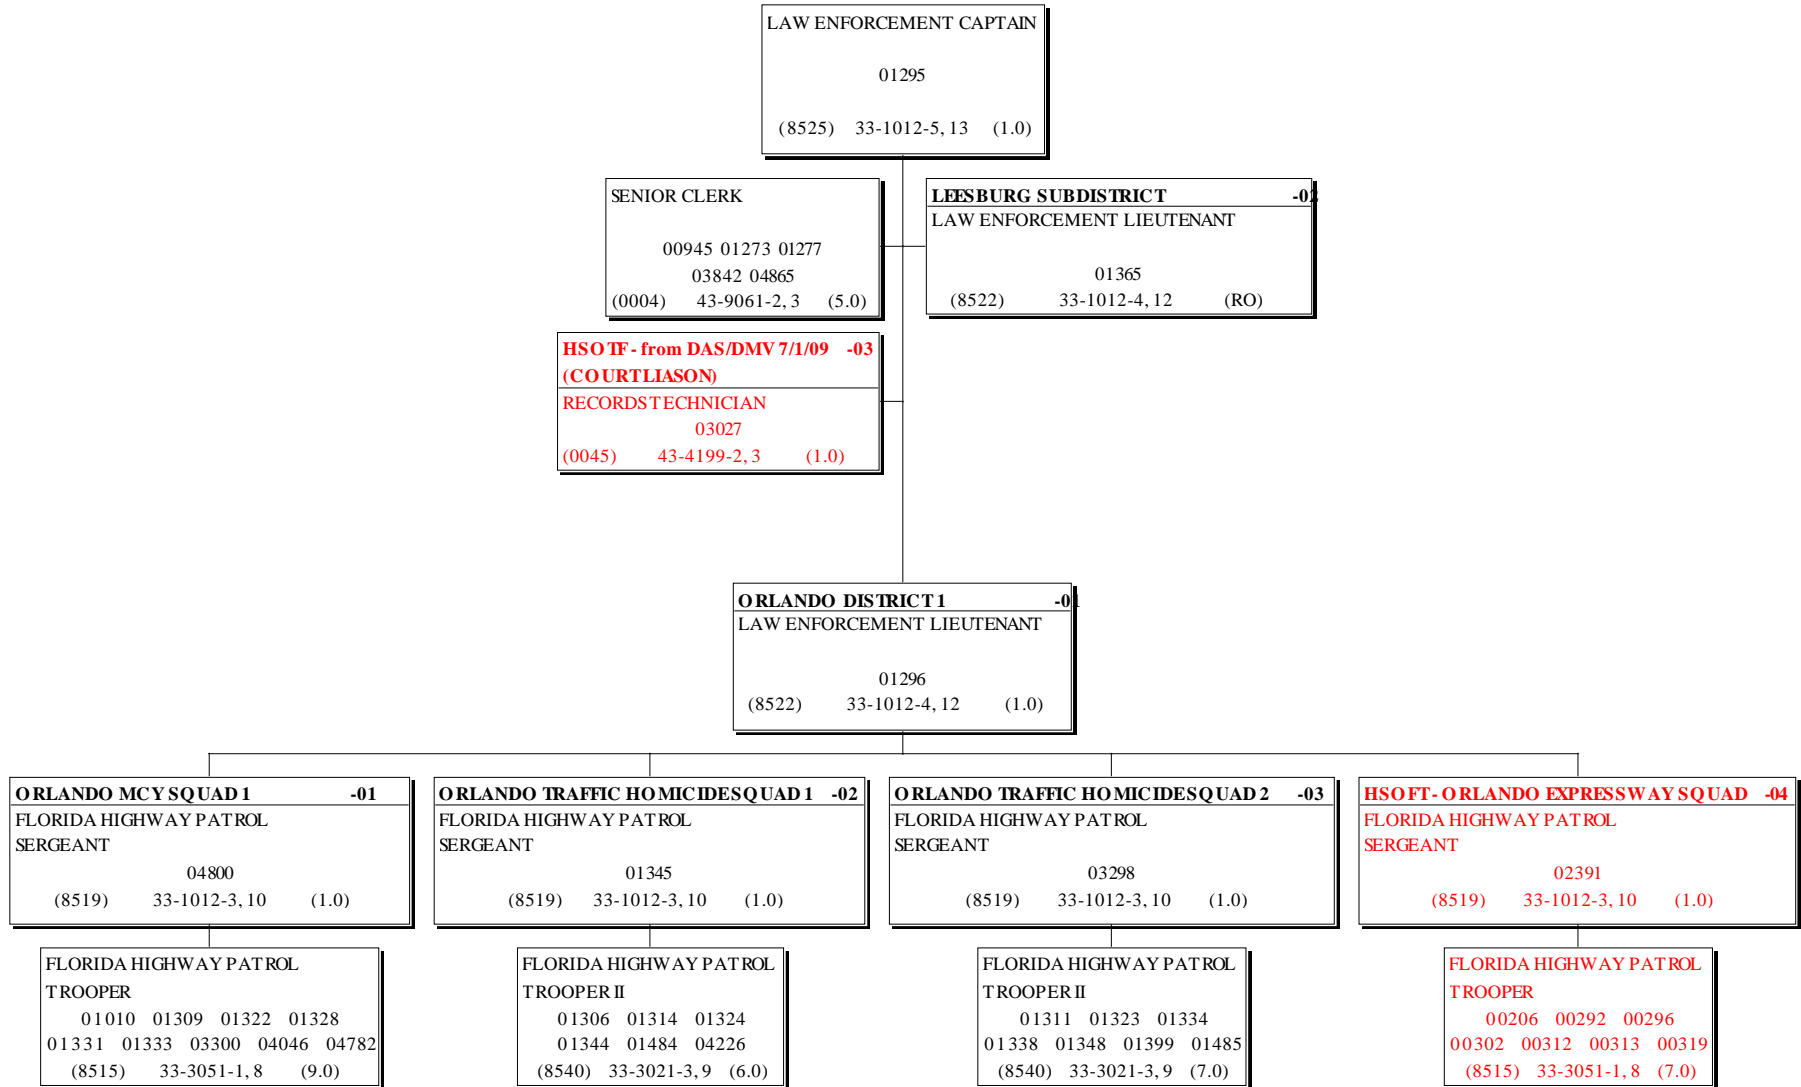 LAW ENFORCEMENT CAPTAIN
01295
(8525) 33-1012-5, 13 (1.0)
SENIOR CLERK
00945 01273 01277
03842 04865
(0004) 43-9061-2, 3 (5.0)
LEESBURG SUBDISTRICT -02
LAW ENFORCEMENT LIEUTENANT
01365
(8522) 33-1012-4, 12 (RO)
HSOTF - from DAS/DMV 7/1/09 -03
(COURT LIASON)
RECORDS TECHNICIAN
03027
(0045) 43-4199-2, 3 (1.0)
ORLANDO DISTRICT 1 -01
LAW ENFORCEMENT LIEUTENANT
01296
(8522) 33-1012-4, 12 (1.0)
ORLANDO MCY SQUAD 1 -01
FLORIDA HIGHWAY PATROL
SERGEANT
04800
(8519) 33-1012-3, 10 (1.0)
ORLANDO TRAFFIC HOMICIDE SQUAD 1 -02
FLORIDA HIGHWAY PATROL
SERGEANT
01345
(8519) 33-1012-3, 10 (1.0)
ORLANDO TRAFFIC HOMICIDE SQUAD 2 -03
FLORIDA HIGHWAY PATROL
SERGEANT
03298
(8519) 33-1012-3, 10 (1.0)
HSOFT - ORLANDO EXPRESSWAY SQUAD -04
FLORIDA HIGHWAY PATROL
SERGEANT
02391
(8519) 33-1012-3, 10 (1.0)
FLORIDA HIGHWAY PATROL
TROOPER
01010 01309 01322 01328
01331 01333 03300 04046 04782
(8515) 33-3051-1, 8 (9.0)
FLORIDA HIGHWAY PATROL
TROOPER II
01306 01314 01324
01344 01484 04226
(8540) 33-3021-3, 9 (6.0)
FLORIDA HIGHWAY PATROL
TROOPER II
01311 01323 01334
01338 01348 01399 01485
(8540) 33-3021-3, 9 (7.0)
FLORIDA HIGHWAY PATROL
TROOPER
00206 00292 00296
00302 00312 00313 00319
(8515) 33-3051-1, 8 (7.0)